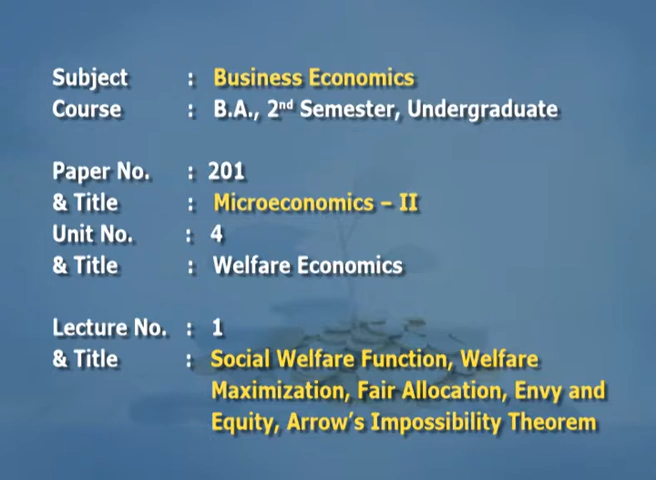 Subject : Business Economics
Course : B.A., 2nd Semester, Undergraduate
Paper No. : 201
& Title : Microeconomics – II
Unit No. : 4
& Title : Welfare Economics
Lecture No. : 1
& Title : Social Welfare Function, Welfare
Maximization, Fair Allocation, Envy and
Equity, Arrow's Impossibility Theorem